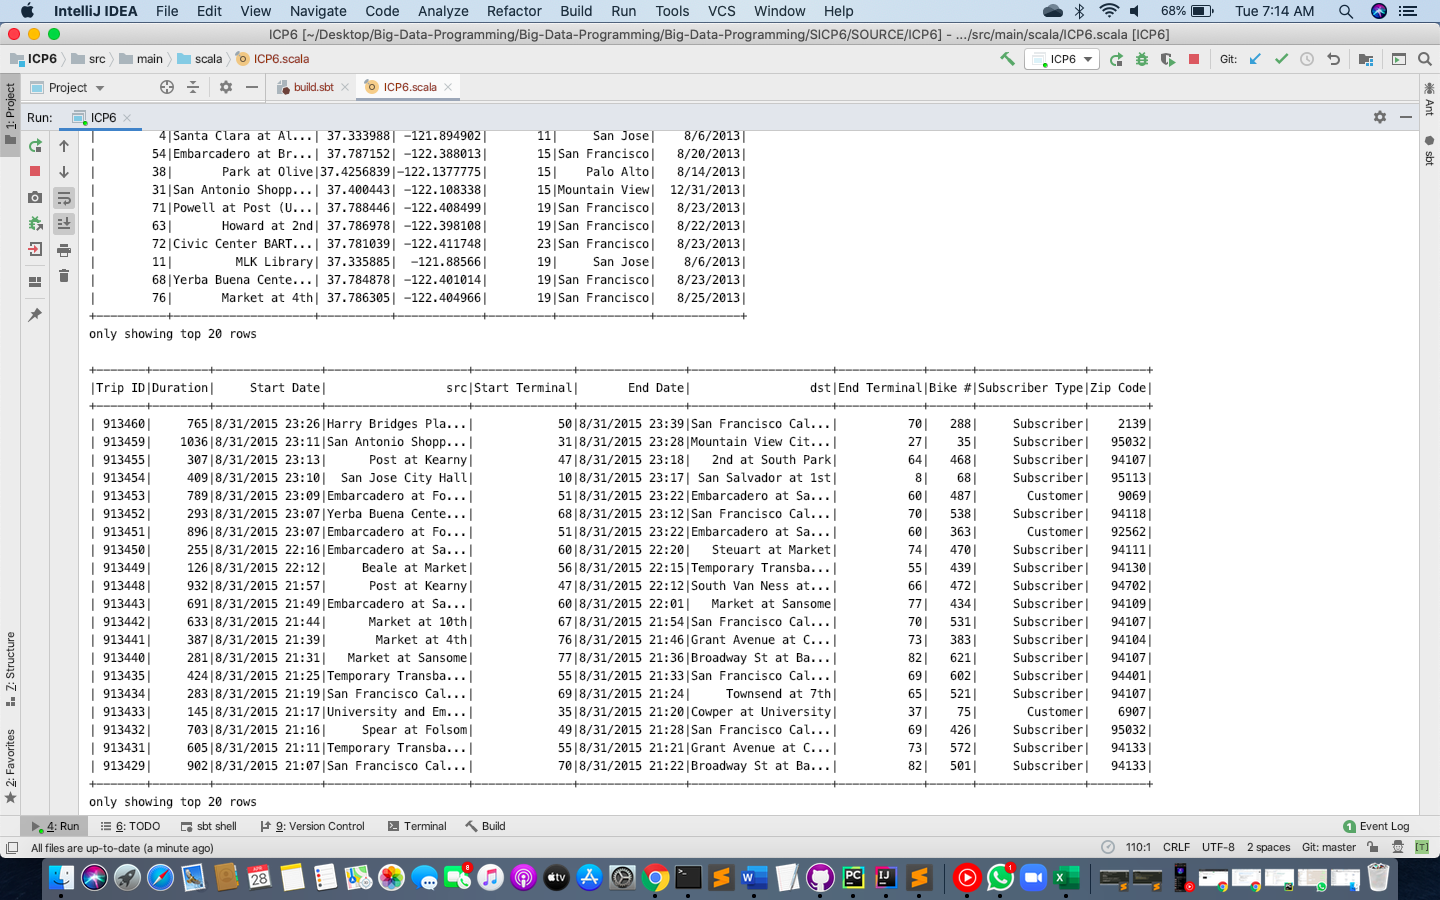 IntelliJ IDEA File Edit View Navigate Code Analyze Refactor Build Run Tools VCS Window Help 68% Tue 7:14 AM
ICP6 [~/Desktop/Big-Data-Programming/Big-Data-Programming/Big-Data-Programming/SICP6/SOURCE/ICP6] - .../src/main/scala/ICP6.scala [ICP6]
ICP6 src main scala ICP6.scala ICP6 Git:
1: Project
Project build.sbt ICP6.scala
Ant
sbt
Run: ICP6
| 4|Santa Clara at Al...| 37.333988| -121.894902| 11| San Jose| 8/6/2013|
| 54|Embarcadero at Br...| 37.787152| -122.388013| 15|San Francisco| 8/20/2013|
| 38| Park at Olive|37.4256839|-122.1377775| 15| Palo Alto| 8/14/2013|
| 31|San Antonio Shopp...| 37.400443| -122.108338| 15|Mountain View| 12/31/2013|
| 71|Powell at Post (U...| 37.788446| -122.408499| 19|San Francisco| 8/23/2013|
| 63| Howard at 2nd| 37.786978| -122.398108| 19|San Francisco| 8/22/2013|
| 72|Civic Center BART...| 37.781039| -122.411748| 23|San Francisco| 8/23/2013|
| 11| MLK Library| 37.335885| -121.88566| 19| San Jose| 8/6/2013|
| 68|Yerba Buena Cente...| 37.784878| -122.401014| 19|San Francisco| 8/23/2013|
| 76| Market at 4th| 37.786305| -122.404966| 19|San Francisco| 8/25/2013|
only showing top 20 rows
|Trip ID|Duration| Start Date| src|Start Terminal| End Date| dst|End Terminal|Bike #|Subscriber Type|Zip Code|
| 913460| 765|8/31/2015 23:26|Harry Bridges Pla...| 50|8/31/2015 23:39|San Francisco Cal...| 70| 288| Subscriber| 2139|
| 913459| 1036|8/31/2015 23:11|San Antonio Shopp...| 31|8/31/2015 23:28|Mountain View Cit...| 27| 35| Subscriber| 95032|
| 913455| 307|8/31/2015 23:13| Post at Kearny| 47|8/31/2015 23:18| 2nd at South Park| 64| 468| Subscriber| 94107|
| 913454| 409|8/31/2015 23:10| San Jose City Hall| 10|8/31/2015 23:17| San Salvador at 1st| 8| 68| Subscriber| 95113|
| 913453| 789|8/31/2015 23:09|Embarcadero at Fo...| 51|8/31/2015 23:22|Embarcadero at Sa...| 60| 487| Customer| 9069|
| 913452| 293|8/31/2015 23:07|Yerba Buena Cente...| 68|8/31/2015 23:12|San Francisco Cal...| 70| 538| Subscriber| 94118|
| 913451| 896|8/31/2015 23:07|Embarcadero at Fo...| 51|8/31/2015 23:22|Embarcadero at Sa...| 60| 363| Customer| 92562|
| 913450| 255|8/31/2015 22:16|Embarcadero at Sa...| 60|8/31/2015 22:20| Steuart at Market| 74| 470| Subscriber| 94111|
| 913449| 126|8/31/2015 22:12| Beale at Market| 56|8/31/2015 22:15|Temporary Transba...| 55| 439| Subscriber| 94130|
| 913448| 932|8/31/2015 21:57| Post at Kearny| 47|8/31/2015 22:12|South Van Ness at...| 66| 472| Subscriber| 94702|
| 913443| 691|8/31/2015 21:49|Embarcadero at Sa...| 60|8/31/2015 22:01| Market at Sansome| 77| 434| Subscriber| 94109|
| 913442| 633|8/31/2015 21:44| Market at 10th| 67|8/31/2015 21:54|San Francisco Cal...| 70| 531| Subscriber| 94107|
| 913441| 387|8/31/2015 21:39| Market at 4th| 76|8/31/2015 21:46|Grant Avenue at C...| 73| 383| Subscriber| 94104|
| 913440| 281|8/31/2015 21:31| Market at Sansome| 77|8/31/2015 21:36|Broadway St at Ba...| 82| 621| Subscriber| 94107|
| 913435| 424|8/31/2015 21:25|Temporary Transba...| 55|8/31/2015 21:33|San Francisco Cal...| 69| 602| Subscriber| 94401|
| 913434| 283|8/31/2015 21:19|San Francisco Cal...| 69|8/31/2015 21:24| Townsend at 7th| 65| 521| Subscriber| 94107|
| 913433| 145|8/31/2015 21:17|University and Em...| 35|8/31/2015 21:20|Cowper at University| 37| 75| Customer| 6907|
| 913432| 703|8/31/2015 21:16| Spear at Folsom| 49|8/31/2015 21:28|San Francisco Cal...| 69| 426| Subscriber| 95032|
| 913431| 605|8/31/2015 21:11|Temporary Transba...| 55|8/31/2015 21:21|Grant Avenue at C...| 73| 572| Subscriber| 94133|
| 913429| 902|8/31/2015 21:07|San Francisco Cal...| 70|8/31/2015 21:22|Broadway St at Ba...| 82| 501| Subscriber| 94133|
only showing top 20 rows
Z: Structure
2: Favorites
4: Run 6: TODO sbt shell 9: Version Control Terminal Build 1 Event Log
All files are up-to-date (a minute ago) 110:1 CRLF UTF-8 2 spaces Git: master [T]
28 8 tv W PC IJ 1 X